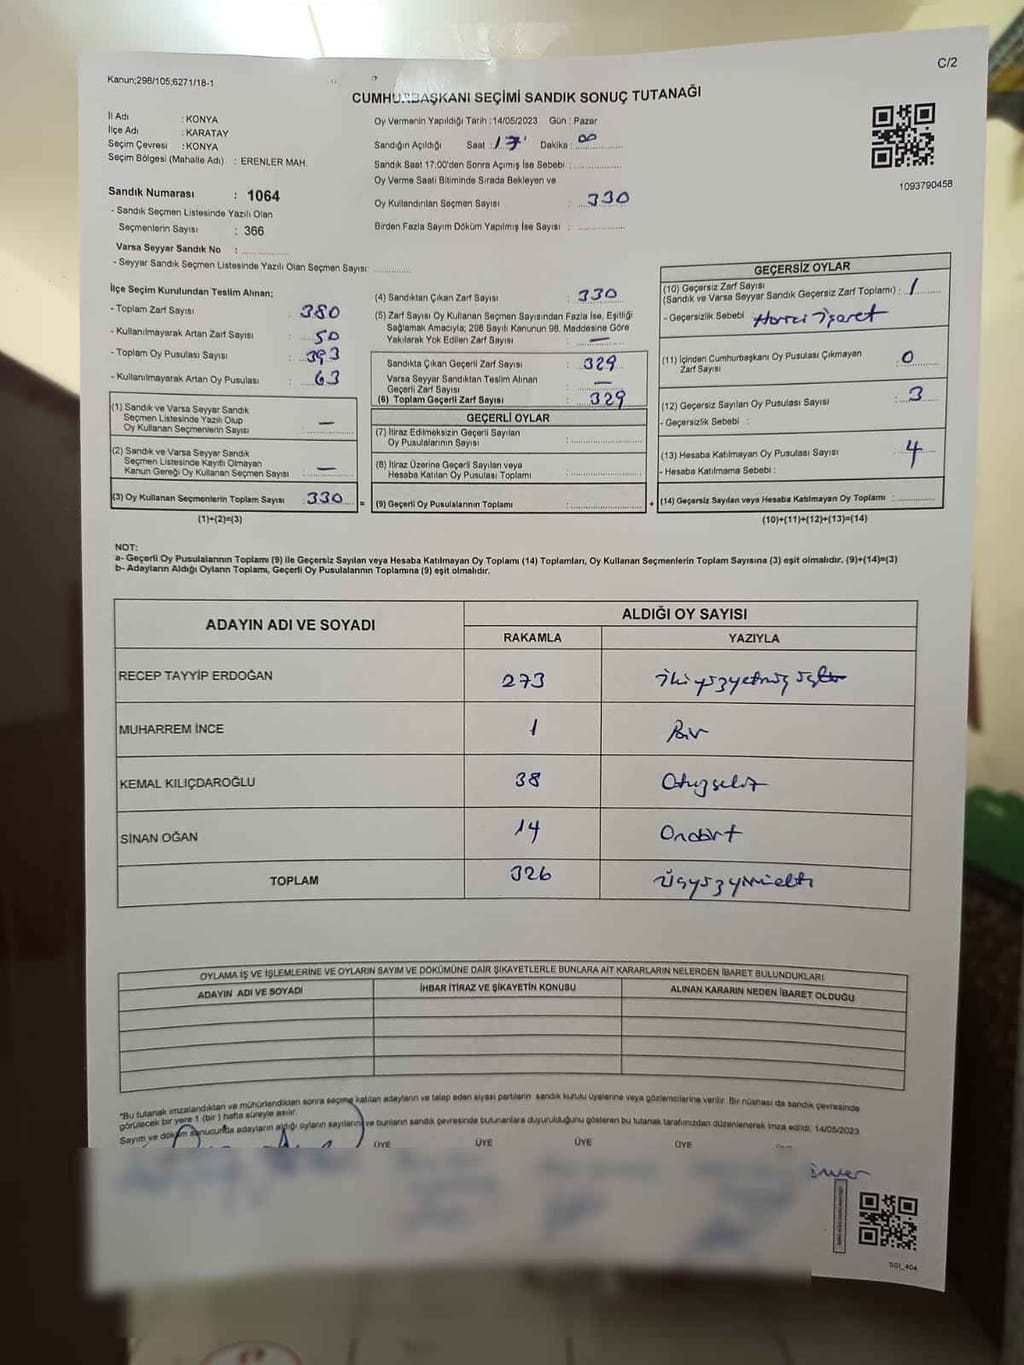 C/2
Kanun;298/105;6271/18-1
CUMHURBAŞKANI SEÇİMİ SANDIK SONUÇ TUTANAĞI
İl Adı : KONYA
İlçe Adı : KARATAY
Seçim Çevresi : KONYA
Seçim Bölgesi (Mahalle Adı) : ERENLER MAH.
Sandık Numarası : 1064
- Sandık Seçmen Listesinde Yazılı Olan
Seçmenlerin Sayısı : 366
Varsa Seyyar Sandık No :
- Seyyar Sandık Seçmen Listesinde Yazılı Olan Seçmen Sayısı:
Oy Vermenin Yapıldığı Tarih :14/05/2023 Gün : Pazar
Sandığın Açıldığı Saat : 17 Dakika : 00
Sandık Saat 17:00'den Sonra Açımış İse Sebebi :
Oy Verme Saati Bitiminde Sırada Bekleyen ve
Oy Kullandırılan Seçmen Sayısı : 330
Birden Fazla Sayım Döküm Yapılmış İse Sayısı :
1093790458
İlçe Seçim Kurulundan Teslim Alınan;
- Toplam Zarf Sayısı : 380
- Kullanılmayarak Artan Zarf Sayısı : 50
- Toplam Oy Pusulası Sayısı : 393
- Kullanılmayarak Artan Oy Pusulası : 63
(1) Sandık ve Varsa Seyyar Sandık
Seçmen Listesinde Yazılı Olup
Oy Kullanan Seçmenlerin Sayısı : —
(2) Sandık ve Varsa Seyyar Sandık
Seçmen Listesinde Kayıtlı Olmayan
Kanun Gereği Oy Kullanan Seçmen Sayısı : —
(3) Oy Kullanan Seçmenlerin Toplam Sayısı : 330 =
(1)+(2)=(3)
(4) Sandıktan Çıkan Zarf Sayısı : 330
(5) Zarf Sayısı Oy Kullanan Seçmen Sayısından Fazla İse, Eşitliği
Sağlamak Amacıyla; 298 Sayılı Kanunun 98. Maddesine Göre
Yakılarak Yok Edilen Zarf Sayısı : —
Sandıkta Çıkan Geçerli Zarf Sayısı : 329
Varsa Seyyar Sandıktan Teslim Alınan
Geçerli Zarf Sayısı : —
(6) Toplam Geçerli Zarf Sayısı : 329
GEÇERLİ OYLAR
(7) İtiraz Edilmeksizin Geçerli Sayılan
Oy Pusulalarının Sayısı :
(8) İtiraz Üzerine Geçerli Sayılan veya
Hesaba Katılan Oy Pusulası Toplamı :
(9) Geçerli Oy Pusulalarının Toplamı : +
GEÇERSİZ OYLAR
(10) Geçersiz Zarf Sayısı
(Sandık ve Varsa Seyyar Sandık Geçersiz Zarf Toplamı) : 1
- Geçersizlik Sebebi : Harici işaret
(11) İçinden Cumhurbaşkanı Oy Pusulası Çıkmayan
Zarf Sayısı : 0
(12) Geçersiz Sayılan Oy Pusulası Sayısı : 3
- Geçersizlik Sebebi :
(13) Hesaba Katılmayan Oy Pusulası Sayısı : 4
- Hesaba Katılmama Sebebi :
(14) Geçersiz Sayılan veya Hesaba Katılmayan Oy Toplamı :
(10)+(11)+(12)+(13)=(14)
NOT:
a- Geçerli Oy Pusulalarının Toplamı (9) ile Geçersiz Sayılan veya Hesaba Katılmayan Oy Toplamı (14) Toplamları, Oy Kullanan Seçmenlerin Toplam Sayısına (3) eşit olmalıdır. (9)+(14)=(3)
b- Adayların Aldığı Oyların Toplamı, Geçerli Oy Pusulalarının Toplamına (9) eşit olmalıdır.
ADAYIN ADI VE SOYADI ALDIĞI OY SAYISI
RAKAMLA YAZIYLA
RECEP TAYYİP ERDOĞAN 273 ikiyüzyetmiş üç
MUHARREM İNCE 1 Bir
KEMAL KILIÇDAROĞLU 38 Otuzsekiz
SİNAN OĞAN 14 Ondört
TOPLAM 326 Üçyüzyirmialtı
OYLAMA İŞ VE İŞLEMLERİNE VE OYLARIN SAYIM VE DÖKÜMÜNE DAİR ŞİKAYETLERLE BUNLARA AİT KARARLARIN NELERDEN İBARET BULUNDUKLARI
ADAYIN ADI VE SOYADI İHBAR İTİRAZ VE ŞİKAYETİN KONUSU ALINAN KARARIN NEDEN İBARET OLDUĞU
"Bu tutanak imzalandıktan ve mühürlendikten sonra seçime katılan adayların ve talep eden siyasi partilerin sandık kurulu üyelerine veya gözlemcilerine verilir. Bir nüshası da sandık çevresinde
görülecek bir yere 1 (bir) hafta süreyle asılır.
Sayım ve döküm sonucunda adayların aldığı oyların sayılarını ve bunların sandık çevresinde bulunanlara duyurulduğunu gösteren bu tutanak tarafımızdan düzenlenerek imza edildi. 14/05/2023
ÜYE ÜYE ÜYE ÜYE
SSI_404